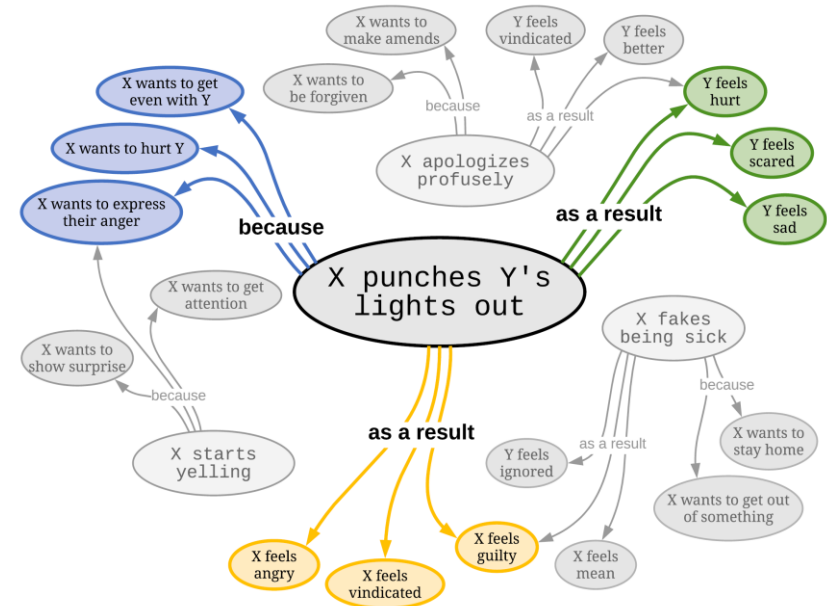 X wants to
make amends
Y feels
vindicated
Y feels
better
X wants to get
even with Y
X wants to
be forgiven
Y feels
hurt
because
as a result
X wants to hurt Y
X apologizes
profusely
Y feels
scared
X wants to express
their anger
because
as a result
Y feels
sad
X punches Y's
lights out
X wants to get
attention
X fakes
being sick
X wants to
show surprise
because
because
as a result
as a result
X wants to
stay home
X starts
yelling
Y feels
ignored
X wants to get out
of something
X feels
angry
X feels
vindicated
X feels
guilty
X feels
mean